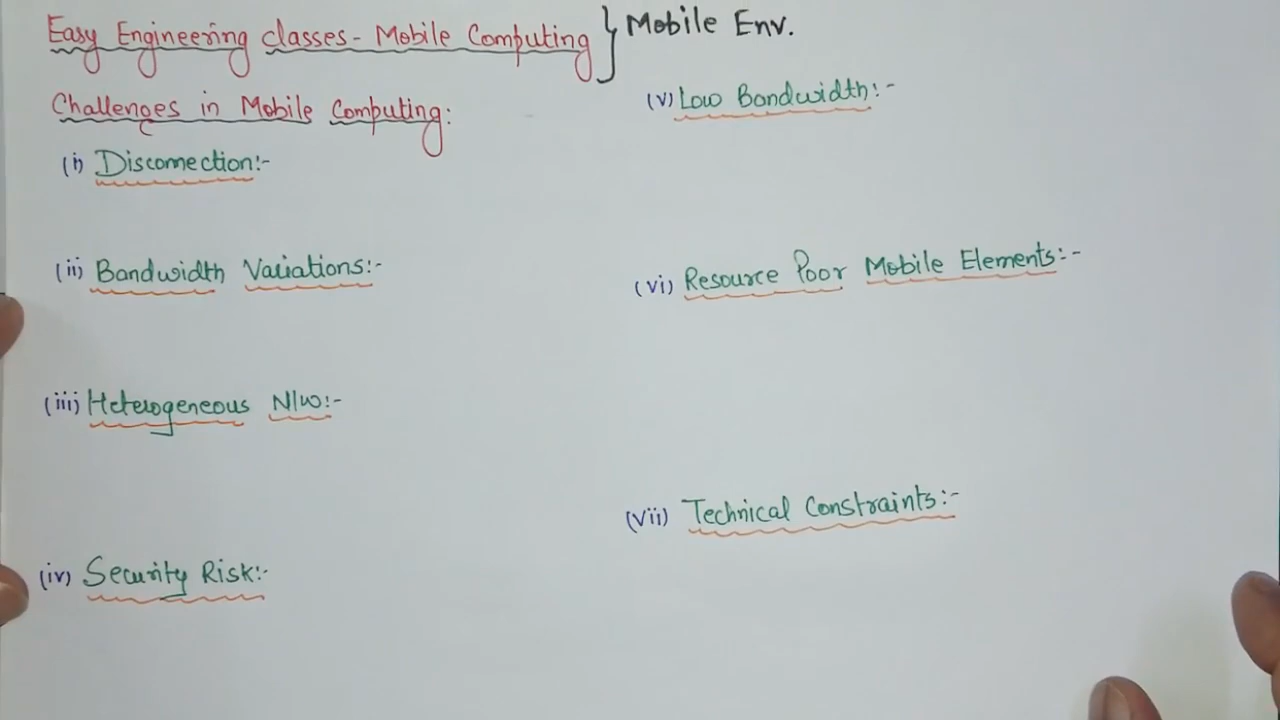 Easy Engineering classes - Mobile Computing } Mobile Env.
Challenges in Mobile Computing:
(i) Disconnection:-
(ii) Bandwidth Variations:-
(iii) Heterogeneous N/w:-
(iv) Security Risk:-
(v) Low Bandwidth:-
(vi) Resource Poor Mobile Elements:-
(vii) Technical Constraints:-